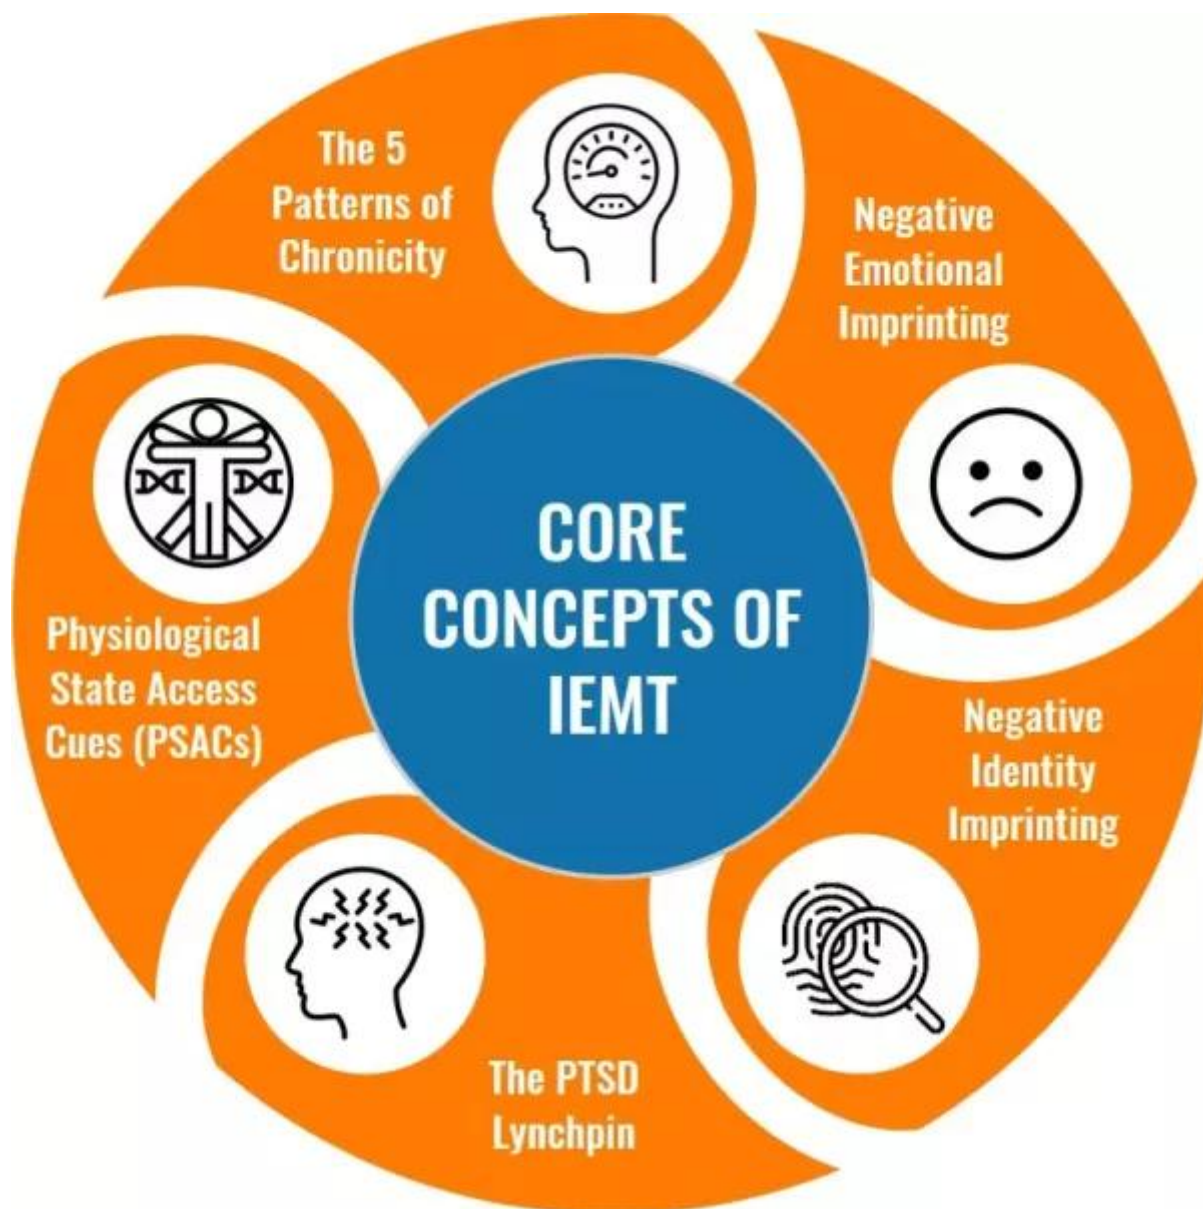 The 5
Patterns of
Chronicity
Negative
Emotional
Imprinting
CORE
CONCEPTS OF
IEMT
Physiological
State Access
Cues (PSACs)
Negative
Identity
Imprinting
The PTSD
Lynchpin